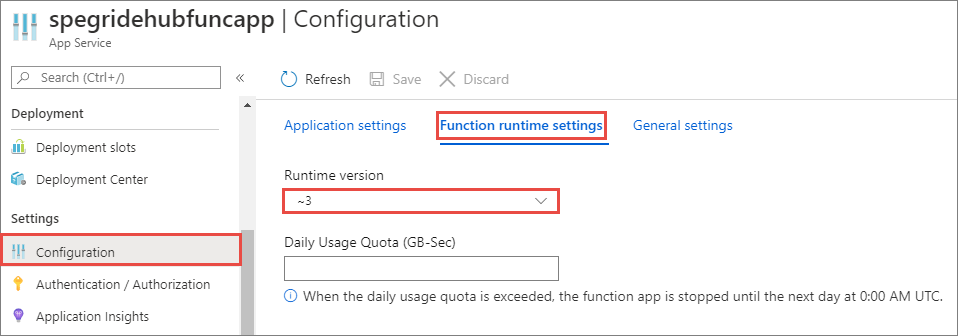 spegridehubfuncapp | Configuration
App Service
Search (Ctrl+/)
«
Refresh
Save
Discard
Deployment
Deployment slots
Deployment Center
Settings
Configuration
Authentication / Authorization
Application Insights
Application settings
Function runtime settings
General settings
Runtime version
~3
Daily Usage Quota (GB-Sec)
When the daily usage quota is exceeded, the function app is stopped until the next day at 0:00 AM UTC.